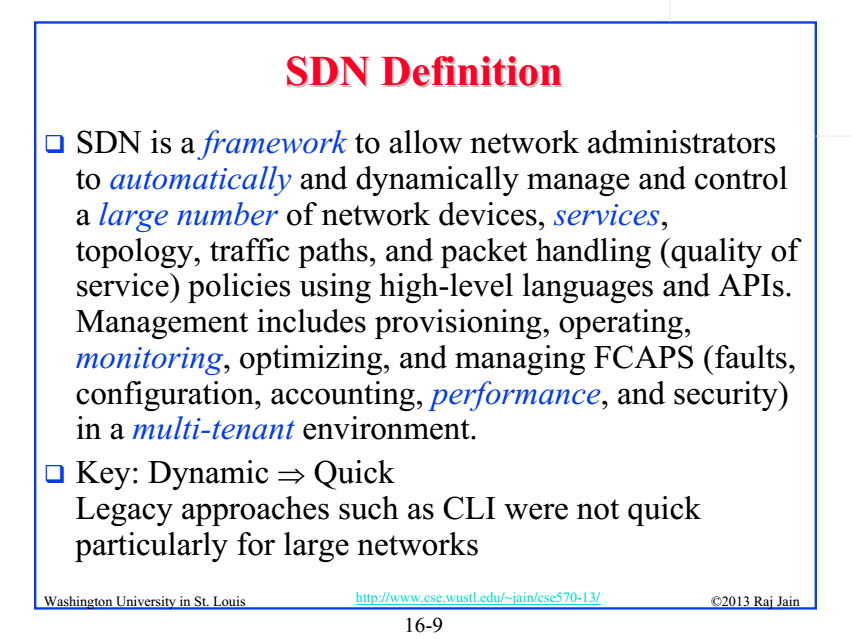 SDN Definition
❑ SDN is a framework to allow network administrators
to automatically and dynamically manage and control
a large number of network devices, services,
topology, traffic paths, and packet handling (quality of
service) policies using high-level languages and APIs.
Management includes provisioning, operating,
monitoring, optimizing, and managing FCAPS (faults,
configuration, accounting, performance, and security)
in a multi-tenant environment.
❑ Key: Dynamic ⇒ Quick
Legacy approaches such as CLI were not quick
particularly for large networks
Washington University in St. Louis http://www.cse.wustl.edu/~jain/cse570-13/ ©2013 Raj Jain
16-9